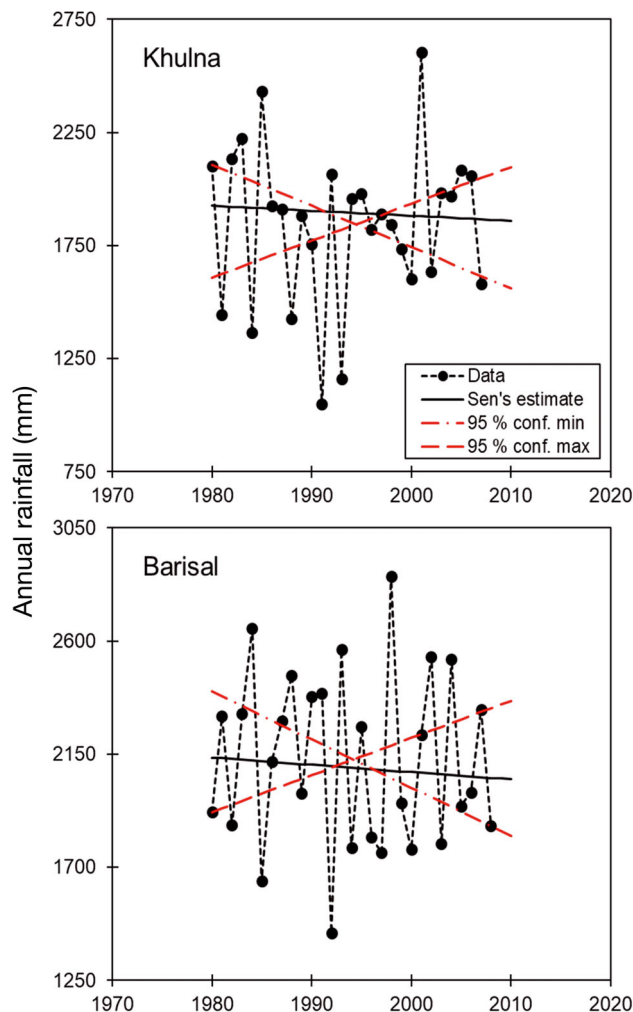 Annual rainfall (mm)
2750
2250
1750
1250
750
Khulna
Data
Sen's estimate
95 % conf. min
95 % conf. max
1970 1980 1990 2000 2010 2020
3050
2600
2150
1700
1250
Barisal
1970 1980 1990 2000 2010 2020